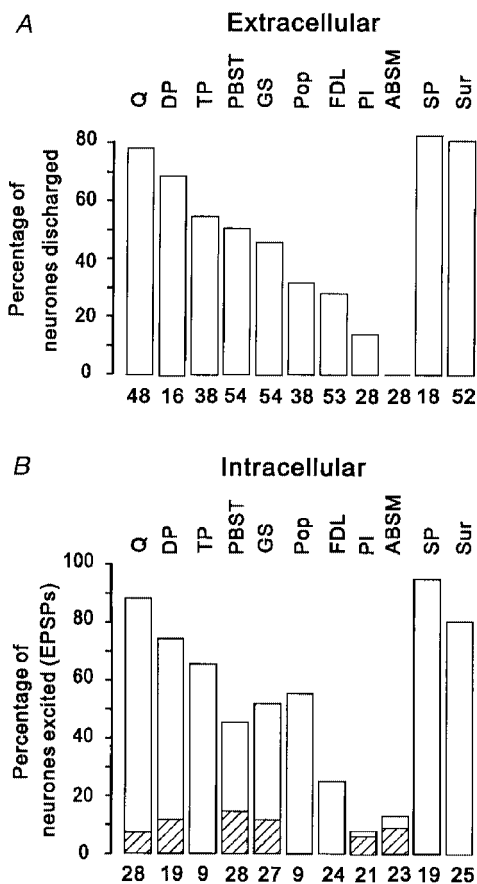 A Extracellular
Q DP TP PBST GS Pop FDL Pl ABSM SP Sur
Percentage of
neurones discharged
80
60
40
20
0
48 16 38 54 54 38 53 28 28 18 52
B Intracellular
Q DP TP PBST GS Pop FDL Pl ABSM SP Sur
Percentage of
neurones excited (EPSPs)
100
80
60
40
20
0
28 19 9 28 27 9 24 21 23 19 25